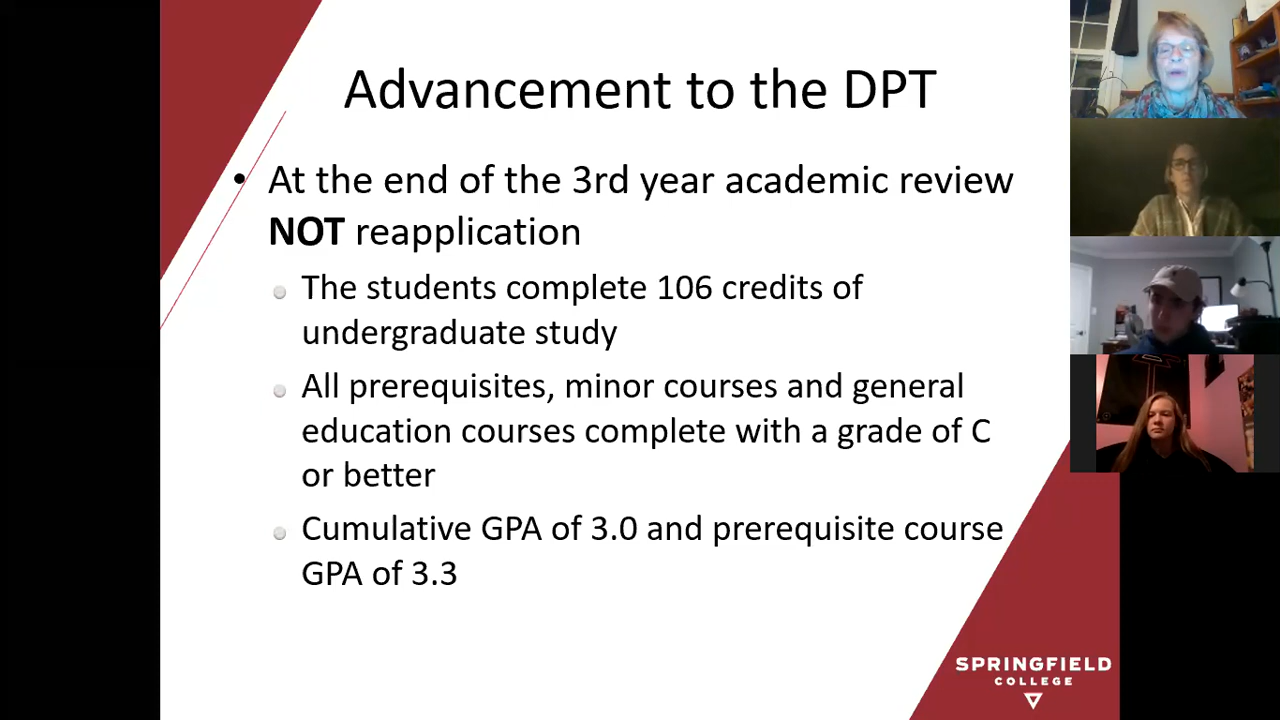 Advancement to the DPT
• At the end of the 3rd year academic review
NOT reapplication
The students complete 106 credits of
undergraduate study
All prerequisites, minor courses and general
education courses complete with a grade of C
or better
Cumulative GPA of 3.0 and prerequisite course
GPA of 3.3
SPRINGFIELD
COLLEGE